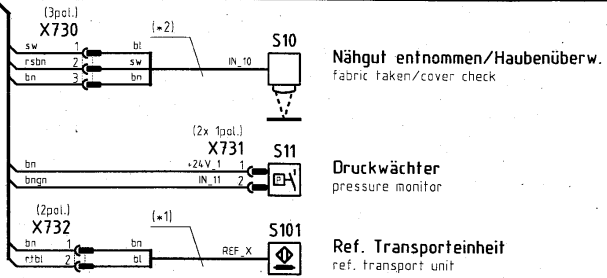 (3pol.)
X730
(*2)
S10
sw 1 bl
rsbn 2 sw IN_10
bn 3 bn
Nähgut entnommen/Haubenüberw.
fabric taken/cover check
(2x 1pol.)
X731
S11
bn +24V_1 1
bngn IN_11 2
P
Druckwächter
pressure monitor
(2pol.)
X732
(*1)
S101
bn 1 bn
rtbl 2 bl REF_X
Ref. Transporteinheit
ref. transport unit